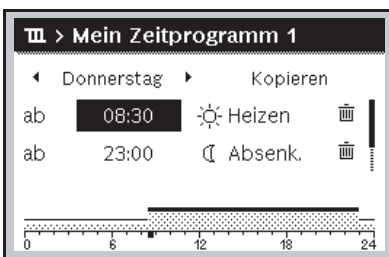 > Mein Zeitprogramm 1
Donnerstag Kopieren
ab 08:30 Heizen
ab 23:00 Absenk.
0 6 12 18 24